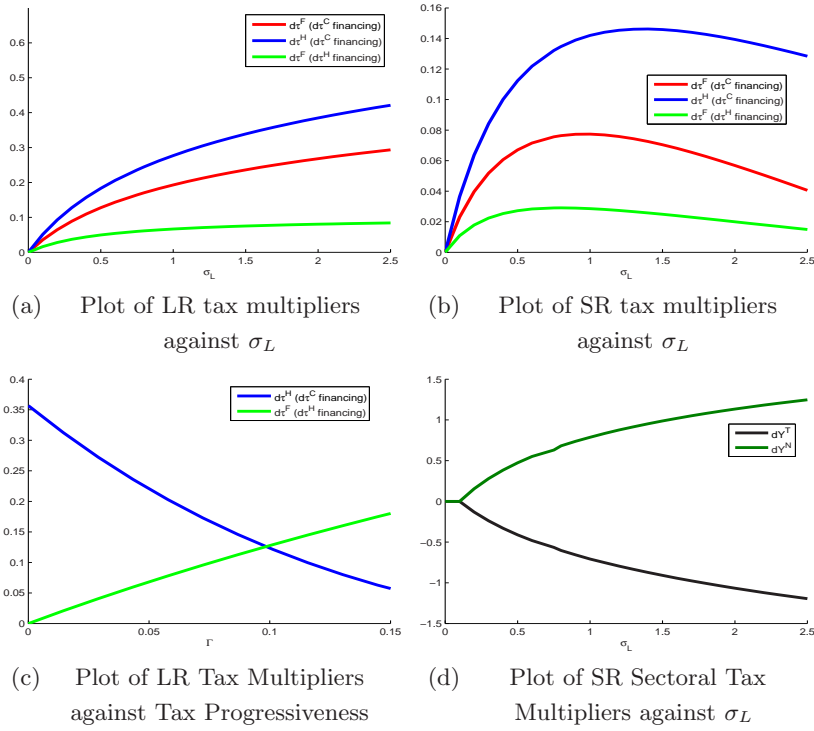 0.6
0.5
0.4
0.3
0.2
0.1
0
0 0.5 1 1.5 2 2.5
σL
dτ^F (dτ^C financing)
dτ^H (dτ^C financing)
dτ^F (dτ^H financing)
(a) Plot of LR tax multipliers
against σ_L
0.16
0.14
0.12
0.1
0.08
0.06
0.04
0.02
0
0 0.5 1 1.5 2 2.5
σL
dτ^F (dτ^C financing)
dτ^H (dτ^C financing)
dτ^F (dτ^H financing)
(b) Plot of SR tax multipliers
against σ_L
0.4
0.35
0.3
0.25
0.2
0.15
0.1
0.05
0
0 0.05 0.1 0.15
Γ
dτ^H (dτ^C financing)
dτ^F (dτ^H financing)
(c) Plot of LR Tax Multipliers
against Tax Progressiveness
1.5
1
0.5
0
−0.5
−1
−1.5
0 0.5 1 1.5 2 2.5
σL
dY^T
dY^N
(d) Plot of SR Sectoral Tax
Multipliers against σ_L